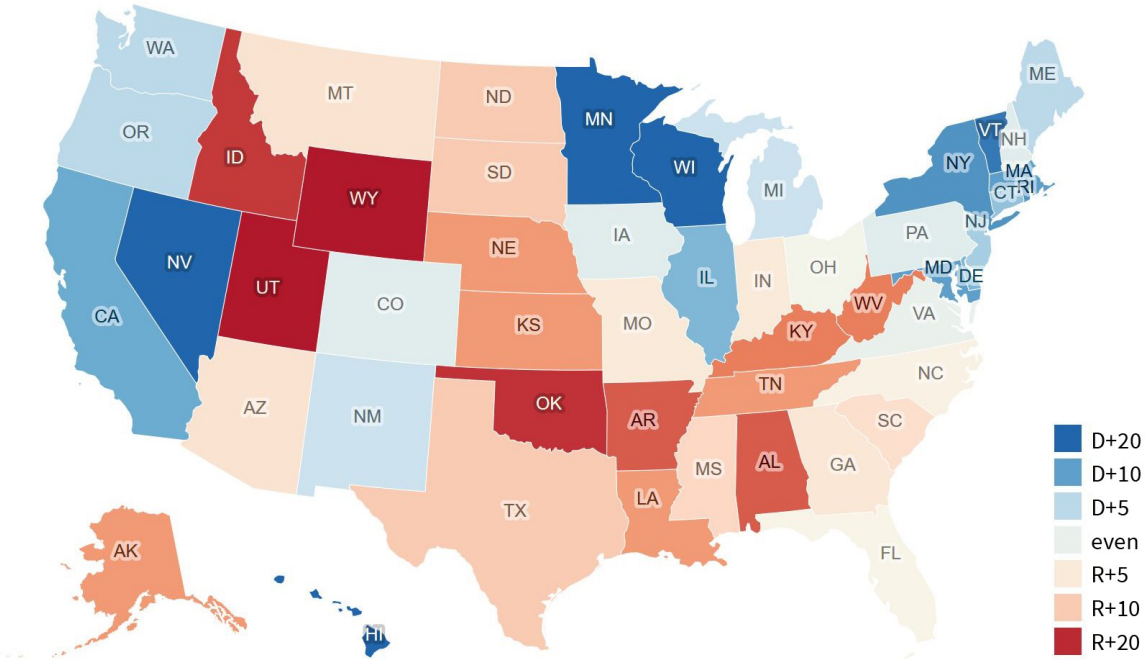 WA
ME
MT
ND
MN
OR
VT
NH
ID
SD
WI
NY
MA
WY
MI
CT
RI
NV
NE
IA
PA
NJ
UT
CO
IL
IN
OH
MD
DE
CA
KS
MO
KY
WV
VA
AZ
NM
OK
AR
TN
NC
TX
LA
MS
AL
GA
SC
AK
FL
HI
D+20
D+10
D+5
even
R+5
R+10
R+20